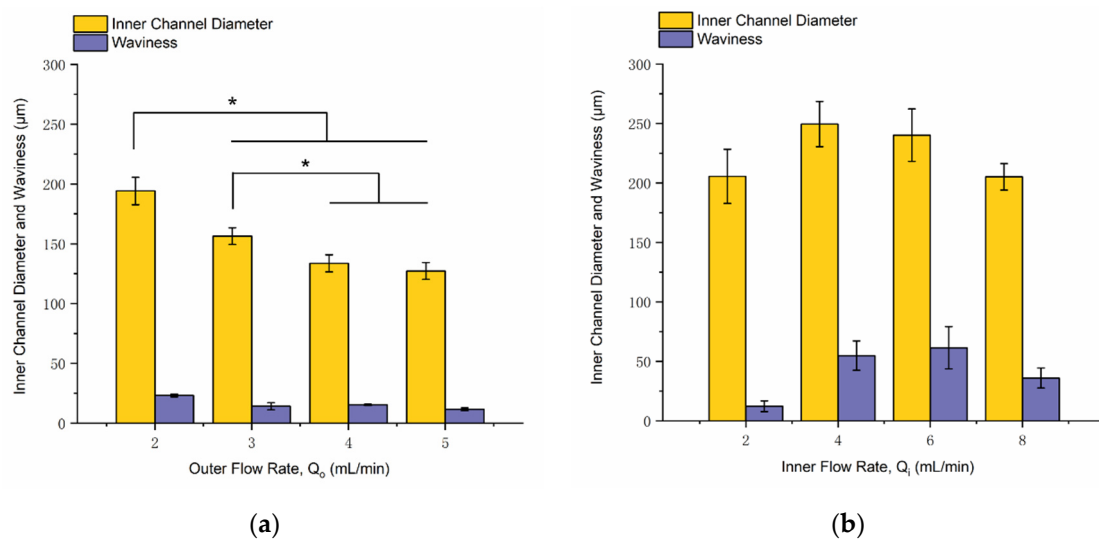 Inner Channel Diameter
Waviness
Inner Channel Diameter and Waviness (μm)
300
250
200
150
100
50
0
*
*
2
3
4
5
Outer Flow Rate, Qo (mL/min)
(a)
Inner Channel Diameter
Waviness
Inner Channel Diameter and Waviness (μm)
300
250
200
150
100
50
0
2
4
6
8
Inner Flow Rate, Qi (mL/min)
(b)